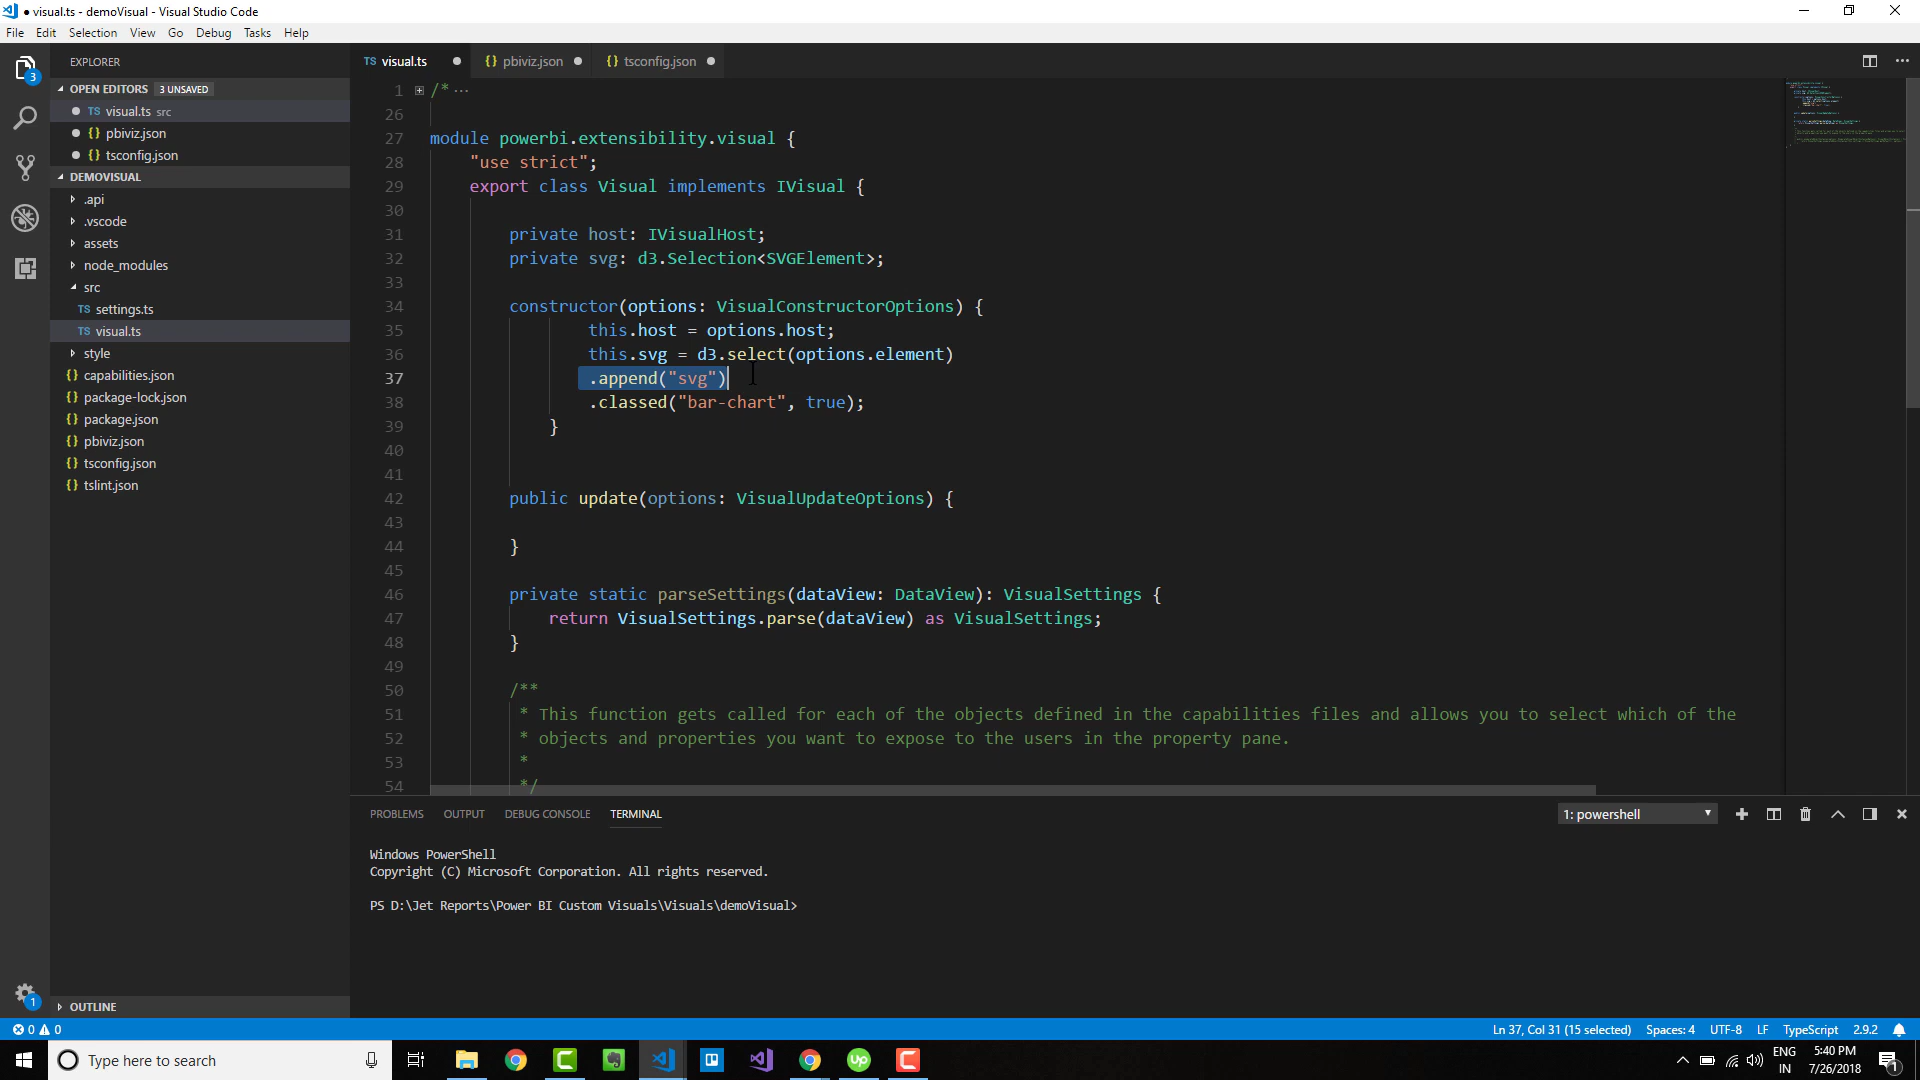 ● visual.ts - demoVisual - Visual Studio Code
File Edit Selection View Go Debug Tasks Help
EXPLORER
OPEN EDITORS 3 UNSAVED
TS visual.ts src
{} pbiviz.json
{} tsconfig.json
DEMOVISUAL
.api
.vscode
assets
node_modules
src
TS settings.ts
TS visual.ts
style
{} capabilities.json
{} package-lock.json
{} package.json
{} pbiviz.json
{} tsconfig.json
{} tslint.json
OUTLINE
3
1
TS visual.ts {} pbiviz.json {} tsconfig.json
1 /* ···
26
27 module powerbi.extensibility.visual {
28 "use strict";
29 export class Visual implements IVisual {
30
31 private host: IVisualHost;
32 private svg: d3.Selection<SVGElement>;
33
34 constructor(options: VisualConstructorOptions) {
35 this.host = options.host;
36 this.svg = d3.select(options.element)
37 .append("svg")
38 .classed("bar-chart", true);
39 }
40
41
42 public update(options: VisualUpdateOptions) {
43
44 }
45
46 private static parseSettings(dataView: DataView): VisualSettings {
47 return VisualSettings.parse(dataView) as VisualSettings;
48 }
49
50 /**
51 * This function gets called for each of the objects defined in the capabilities files and allows you to select which of the
52 * objects and properties you want to expose to the users in the property pane.
53 *
54 */
PROBLEMS OUTPUT DEBUG CONSOLE TERMINAL 1: powershell
Windows PowerShell
Copyright (C) Microsoft Corporation. All rights reserved.
PS D:\Jet Reports\Power BI Custom Visuals\Visuals\demoVisual>
0 0 Ln 37, Col 31 (15 selected) Spaces: 4 UTF-8 LF TypeScript 2.9.2
Type here to search
Up
ENG
IN
5:40 PM
7/26/2018
1